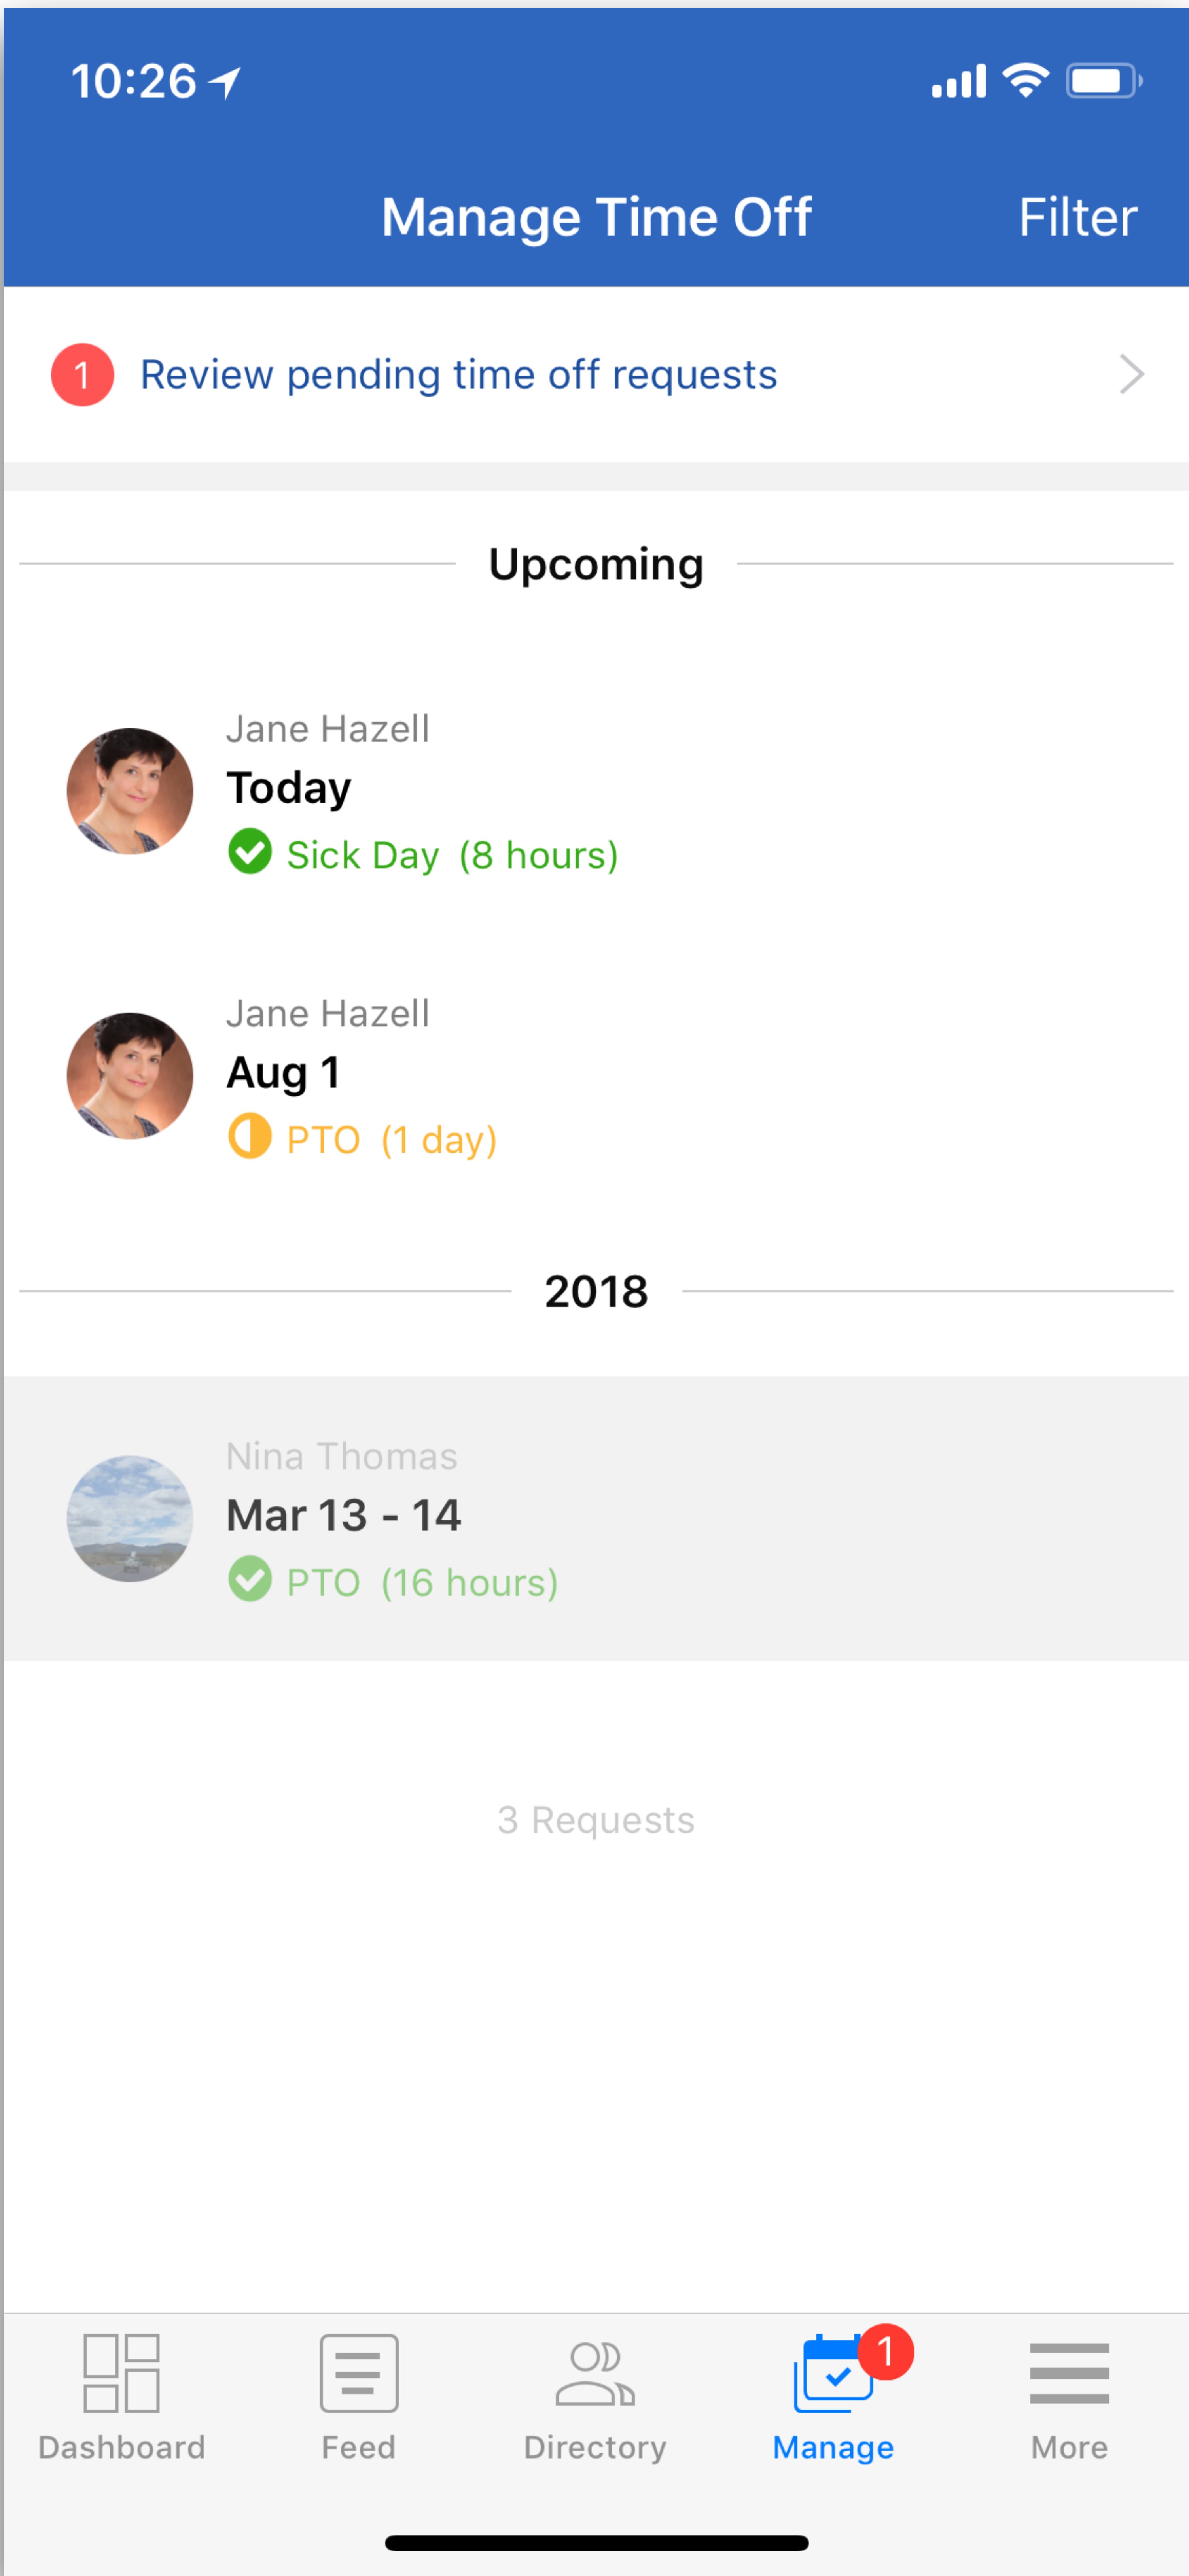 10:26
Manage Time Off
Filter
1 Review pending time off requests
Upcoming
Jane Hazell
Today
Sick Day (8 hours)
Jane Hazell
Aug 1
PTO (1 day)
2018
Nina Thomas
Mar 13 - 14
PTO (16 hours)
3 Requests
1
Dashboard
Feed
Directory
Manage
More